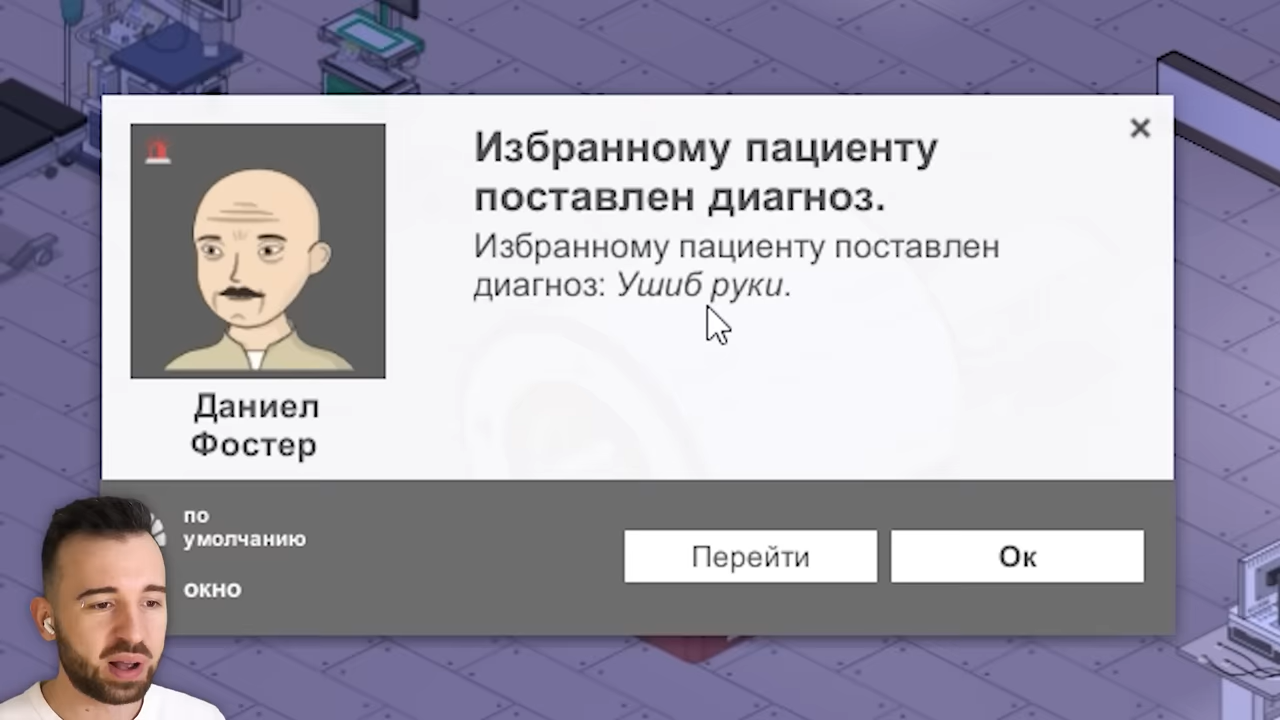 Избранному пациенту
поставлен диагноз.
Избранному пациенту поставлен
диагноз: Ушиб руки.
Даниел
Фостер
по
умолчанию
окно
Перейти
Ок